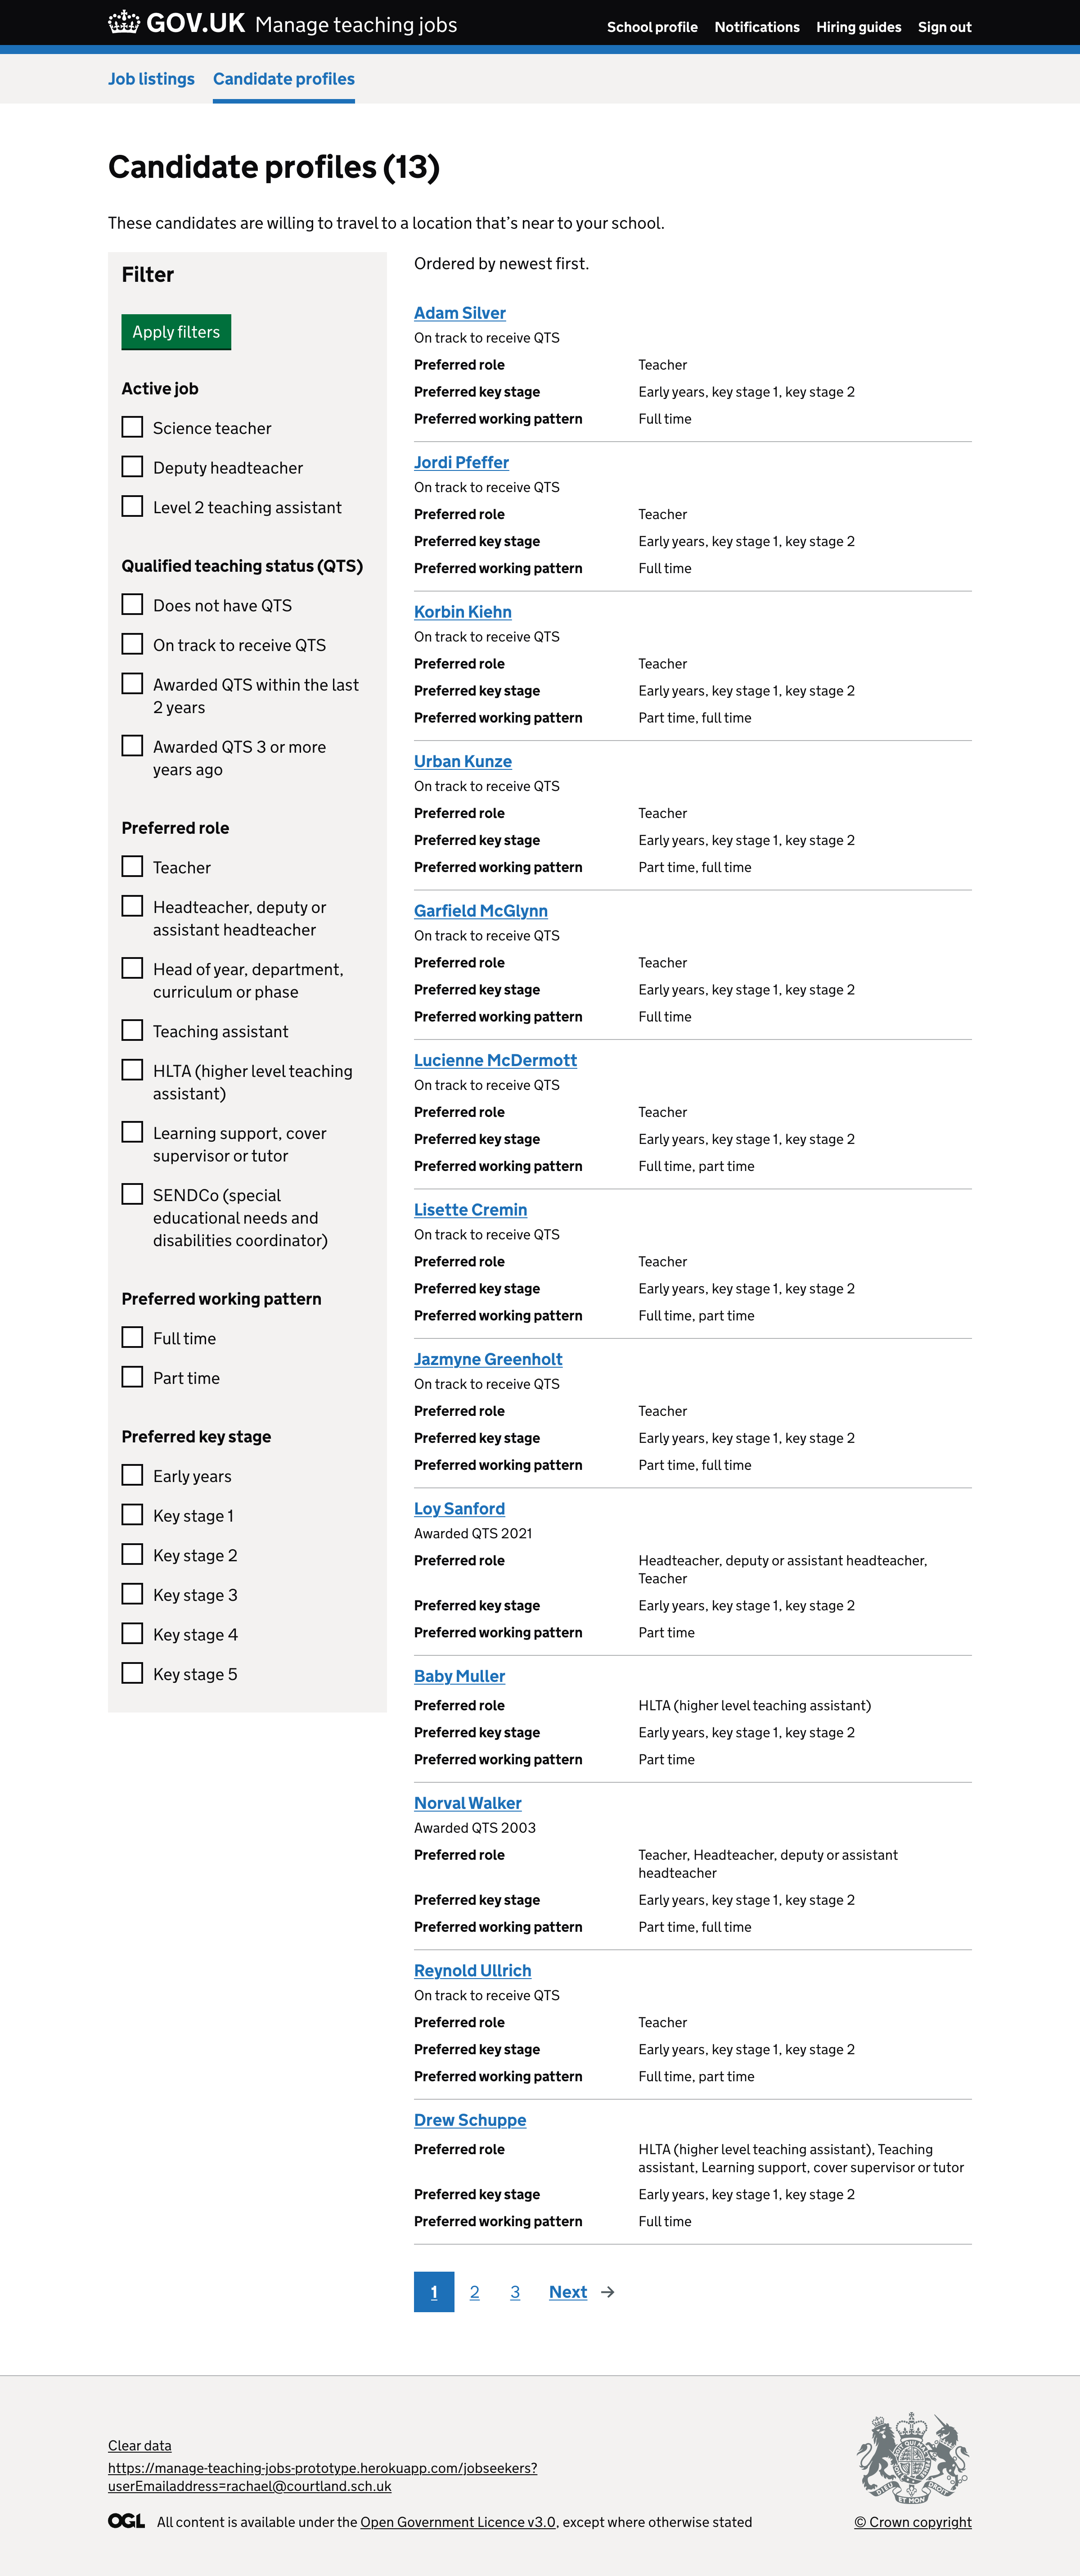 GOV.UK Manage teaching jobs
School profile Notifications Hiring guides Sign out
Job listings Candidate profiles
Candidate profiles (13)
These candidates are willing to travel to a location that’s near to your school.
Filter
Apply filters
Active job
Science teacher
Deputy headteacher
Level 2 teaching assistant
Qualified teaching status (QTS)
Does not have QTS
On track to receive QTS
Awarded QTS within the last
2 years
Awarded QTS 3 or more
years ago
Preferred role
Teacher
Headteacher, deputy or
assistant headteacher
Head of year, department,
curriculum or phase
Teaching assistant
HLTA (higher level teaching
assistant)
Learning support, cover
supervisor or tutor
SENDCo (special
educational needs and
disabilities coordinator)
Preferred working pattern
Full time
Part time
Preferred key stage
Early years
Key stage 1
Key stage 2
Key stage 3
Key stage 4
Key stage 5
Ordered by newest first.
Adam Silver
On track to receive QTS
Preferred role Teacher
Preferred key stage Early years, key stage 1, key stage 2
Preferred working pattern Full time
Jordi Pfeffer
On track to receive QTS
Preferred role Teacher
Preferred key stage Early years, key stage 1, key stage 2
Preferred working pattern Full time
Korbin Kiehn
On track to receive QTS
Preferred role Teacher
Preferred key stage Early years, key stage 1, key stage 2
Preferred working pattern Part time, full time
Urban Kunze
On track to receive QTS
Preferred role Teacher
Preferred key stage Early years, key stage 1, key stage 2
Preferred working pattern Part time, full time
Garfield McGlynn
On track to receive QTS
Preferred role Teacher
Preferred key stage Early years, key stage 1, key stage 2
Preferred working pattern Full time
Lucienne McDermott
On track to receive QTS
Preferred role Teacher
Preferred key stage Early years, key stage 1, key stage 2
Preferred working pattern Full time, part time
Lisette Cremin
On track to receive QTS
Preferred role Teacher
Preferred key stage Early years, key stage 1, key stage 2
Preferred working pattern Full time, part time
Jazmyne Greenholt
On track to receive QTS
Preferred role Teacher
Preferred key stage Early years, key stage 1, key stage 2
Preferred working pattern Part time, full time
Loy Sanford
Awarded QTS 2021
Preferred role Headteacher, deputy or assistant headteacher,
Teacher
Preferred key stage Early years, key stage 1, key stage 2
Preferred working pattern Part time
Baby Muller
Preferred role HLTA (higher level teaching assistant)
Preferred key stage Early years, key stage 1, key stage 2
Preferred working pattern Part time
Norval Walker
Awarded QTS 2003
Preferred role Teacher, Headteacher, deputy or assistant
headteacher
Preferred key stage Early years, key stage 1, key stage 2
Preferred working pattern Part time, full time
Reynold Ullrich
On track to receive QTS
Preferred role Teacher
Preferred key stage Early years, key stage 1, key stage 2
Preferred working pattern Full time, part time
Drew Schuppe
Preferred role HLTA (higher level teaching assistant), Teaching
assistant, Learning support, cover supervisor or tutor
Preferred key stage Early years, key stage 1, key stage 2
Preferred working pattern Full time
1 2 3 Next →
Clear data
https://manage-teaching-jobs-prototype.herokuapp.com/jobseekers?
userEmailaddress=rachael@courtland.sch.uk
OGL All content is available under the Open Government Licence v3.0, except where otherwise stated
© Crown copyright